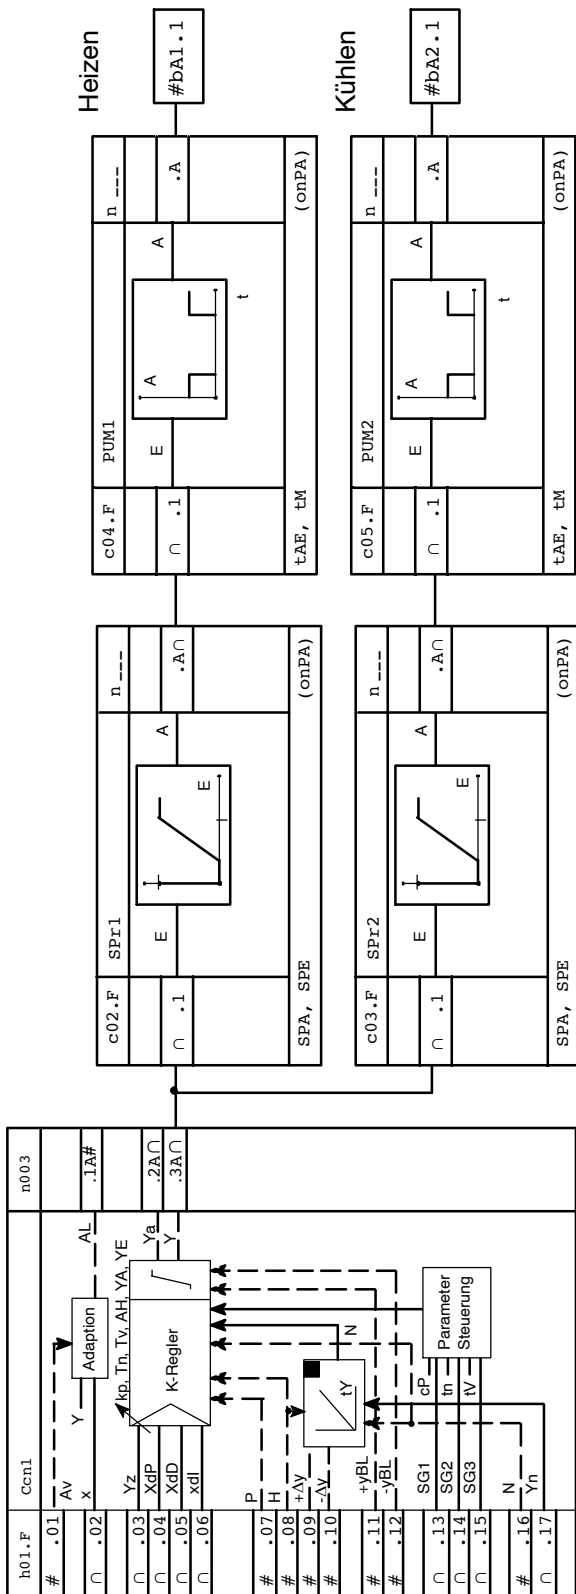 h01.F Ccn1 n003
# .01 Av
∩ .02 x
Y
Adaption
AL .1A#
∩ .03 Yz
∩ .04 XdP
∩ .05 XdD
∩ .06 xdI
kp, Tn, Tv, AH, YA, YE
K-Regler
Ya .2A∩
Y .3A∩
# .07 P
# .08 H
# .09 +Δy
# .10 -Δy
tY
N
# .11 +yBL
# .12 -yBL
∩ .13 SG1 cP
∩ .14 SG2 tn
∩ .15 SG3 tV
Parameter
Steuerung
# .16 N
∩ .17 Yn
c02.F SPr1 n ___
∩ .1 E A .A∩
E
SPA, SPE (onPA)
c03.F SPr2 n ___
∩ .1 E A .A∩
E
SPA, SPE (onPA)
c04.F PUM1 n ___
∩ .1 E A .A
A
t
tAE, tM (onPA)
c05.F PUM2 n ___
∩ .1 E A .A
A
t
tAE, tM (onPA)
Heizen
#bA1.1
Kühlen
#bA2.1